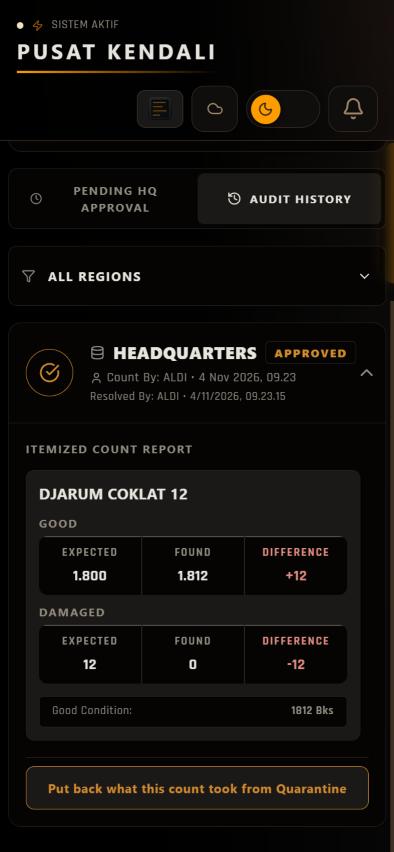 SISTEM AKTIF
PUSAT KENDALI
PENDING HQ
APPROVAL
AUDIT HISTORY
ALL REGIONS
HEADQUARTERS
APPROVED
Count By: ALDI • 4 Nov 2026, 09.23
Resolved By: ALDI • 4/11/2026, 09.23.15
ITEMIZED COUNT REPORT
DJARUM COKLAT 12
GOOD
EXPECTED FOUND DIFFERENCE
1.800 1.812 +12
DAMAGED
EXPECTED FOUND DIFFERENCE
12 0 -12
Good Condition: 1812 Bks
Put back what this count took from Quarantine